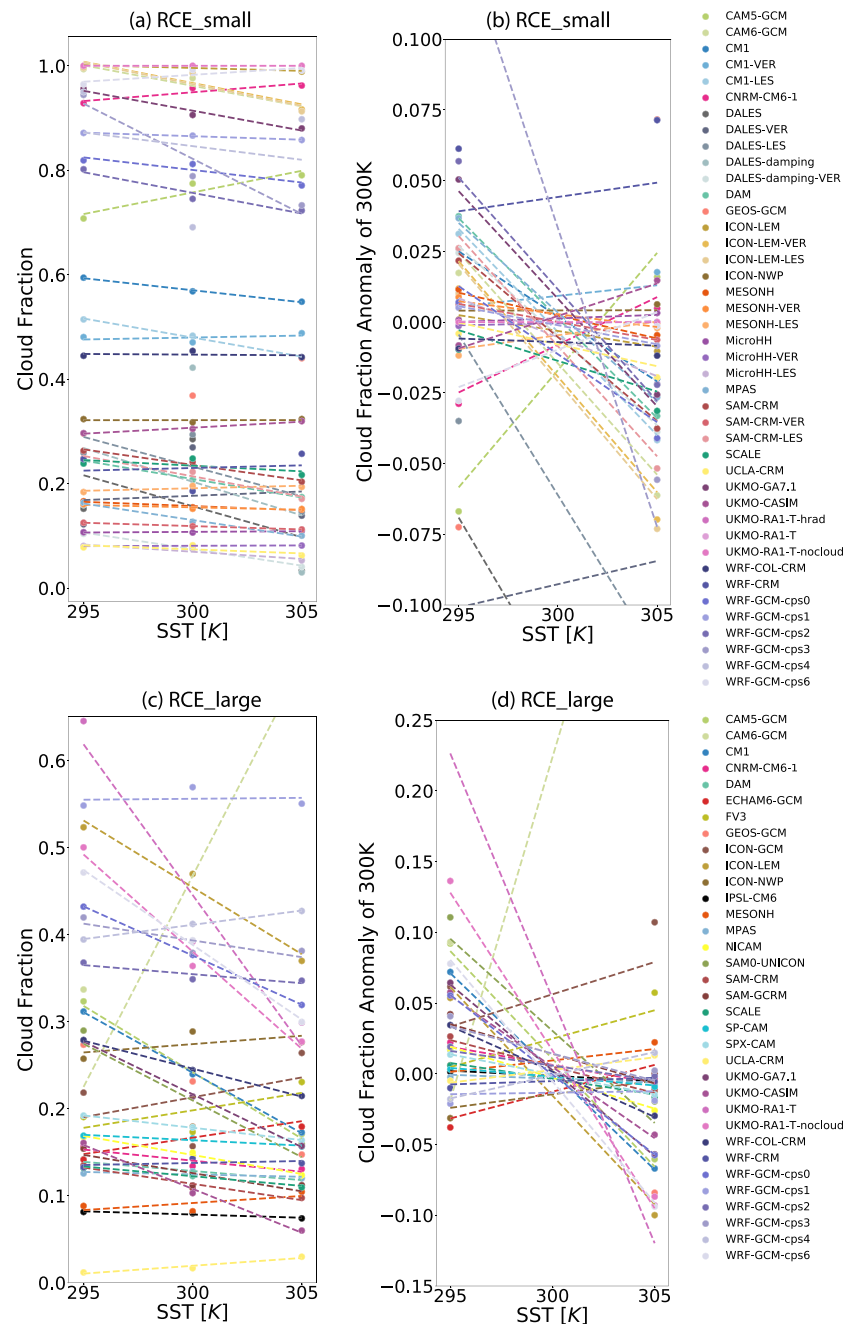 (a) RCE_small
(b) RCE_small
Cloud Fraction
1.0
0.8
0.6
0.4
0.2
0.0
295
300
305
SST [K]
Cloud Fraction Anomaly of 300K
0.100
0.075
0.050
0.025
0.000
−0.025
−0.050
−0.075
−0.100
295
300
305
SST [K]
CAM5-GCM
CAM6-GCM
CM1
CM1-VER
CM1-LES
CNRM-CM6-1
DALES
DALES-VER
DALES-LES
DALES-damping
DALES-damping-VER
DAM
GEOS-GCM
ICON-LEM
ICON-LEM-VER
ICON-LEM-LES
ICON-NWP
MESONH
MESONH-VER
MESONH-LES
MicroHH
MicroHH-VER
MicroHH-LES
MPAS
SAM-CRM
SAM-CRM-VER
SAM-CRM-LES
SCALE
UCLA-CRM
UKMO-GA7.1
UKMO-CASIM
UKMO-RA1-T-hrad
UKMO-RA1-T
UKMO-RA1-T-nocloud
WRF-COL-CRM
WRF-CRM
WRF-GCM-cps0
WRF-GCM-cps1
WRF-GCM-cps2
WRF-GCM-cps3
WRF-GCM-cps4
WRF-GCM-cps6
(c) RCE_large
(d) RCE_large
Cloud Fraction
0.6
0.5
0.4
0.3
0.2
0.1
0.0
295
300
305
SST [K]
Cloud Fraction Anomaly of 300K
0.25
0.20
0.15
0.10
0.05
0.00
−0.05
−0.10
−0.15
295
300
305
SST [K]
CAM5-GCM
CAM6-GCM
CM1
CNRM-CM6-1
DAM
ECHAM6-GCM
FV3
GEOS-GCM
ICON-GCM
ICON-LEM
ICON-NWP
IPSL-CM6
MESONH
MPAS
NICAM
SAM0-UNICON
SAM-CRM
SAM-GCRM
SCALE
SP-CAM
SPX-CAM
UCLA-CRM
UKMO-GA7.1
UKMO-CASIM
UKMO-RA1-T
UKMO-RA1-T-nocloud
WRF-COL-CRM
WRF-CRM
WRF-GCM-cps0
WRF-GCM-cps1
WRF-GCM-cps2
WRF-GCM-cps3
WRF-GCM-cps4
WRF-GCM-cps6